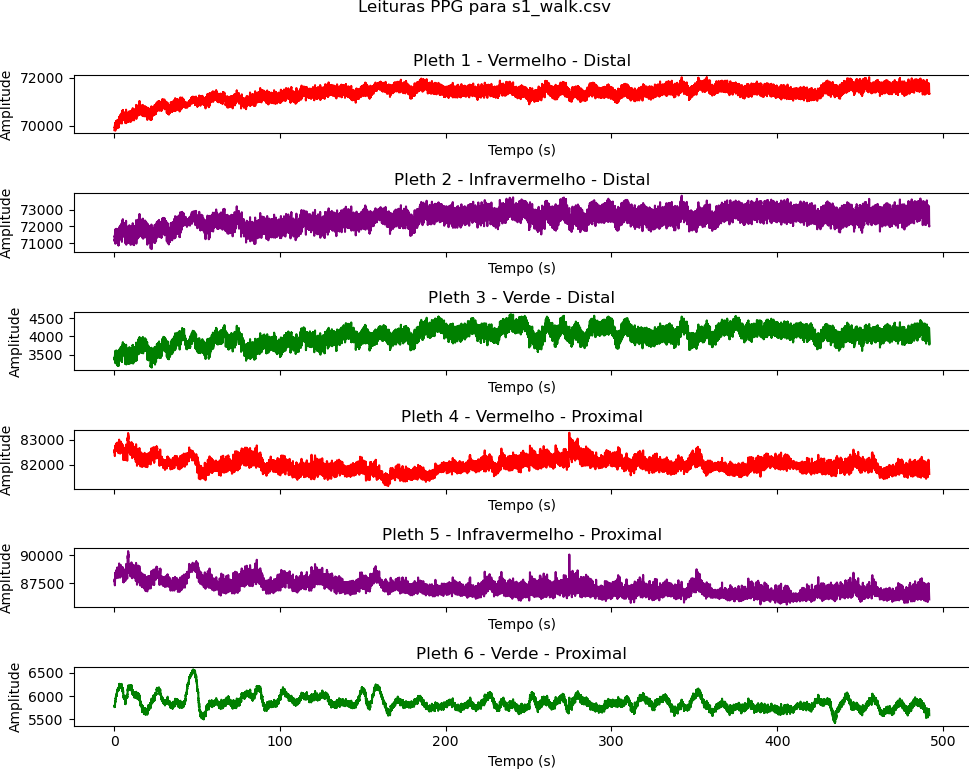 Leituras PPG para s1_walk.csv
Pleth 1 - Vermelho - Distal
72000
70000
Amplitude
Tempo (s)
Pleth 2 - Infravermelho - Distal
73000
72000
71000
Amplitude
Tempo (s)
Pleth 3 - Verde - Distal
4500
4000
3500
Amplitude
Tempo (s)
Pleth 4 - Vermelho - Proximal
83000
82000
Amplitude
Tempo (s)
Pleth 5 - Infravermelho - Proximal
90000
87500
Amplitude
Tempo (s)
Pleth 6 - Verde - Proximal
6500
6000
5500
Amplitude
0 100 200 300 400 500
Tempo (s)